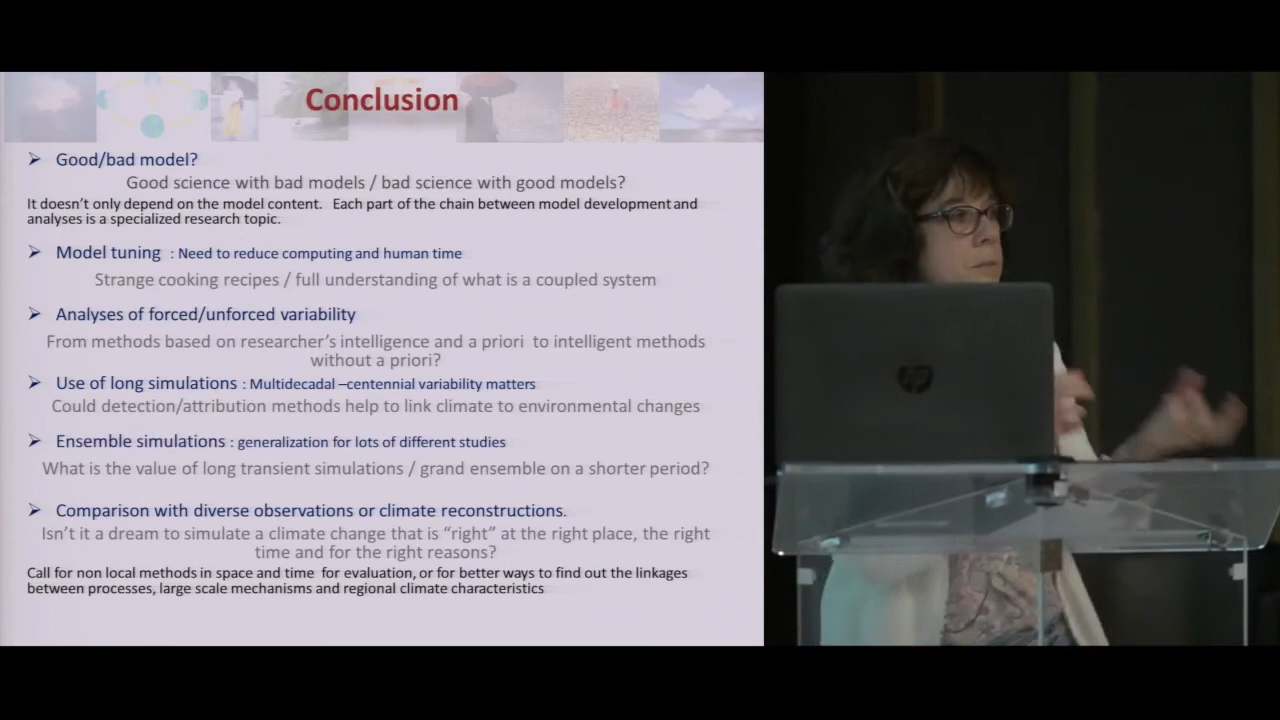 Conclusion
➢ Good/bad model?
Good science with bad models / bad science with good models?
It doesn't only depend on the model content. Each part of the chain between model development and
analyses is a specialized research topic.
➢ Model tuning : Need to reduce computing and human time
Strange cooking recipes / full understanding of what is a coupled system
➢ Analyses of forced/unforced variability
From methods based on researcher's intelligence and a priori to intelligent methods
without a priori?
➢ Use of long simulations : Multidecadal –centennial variability matters
Could detection/attribution methods help to link climate to environmental changes
➢ Ensemble simulations : generalization for lots of different studies
What is the value of long transient simulations / grand ensemble on a shorter period?
➢ Comparison with diverse observations or climate reconstructions.
Isn't it a dream to simulate a climate change that is "right" at the right place, the right
time and for the right reasons?
Call for non local methods in space and time for evaluation, or for better ways to find out the linkages
between processes, large scale mechanisms and regional climate characteristics
hp